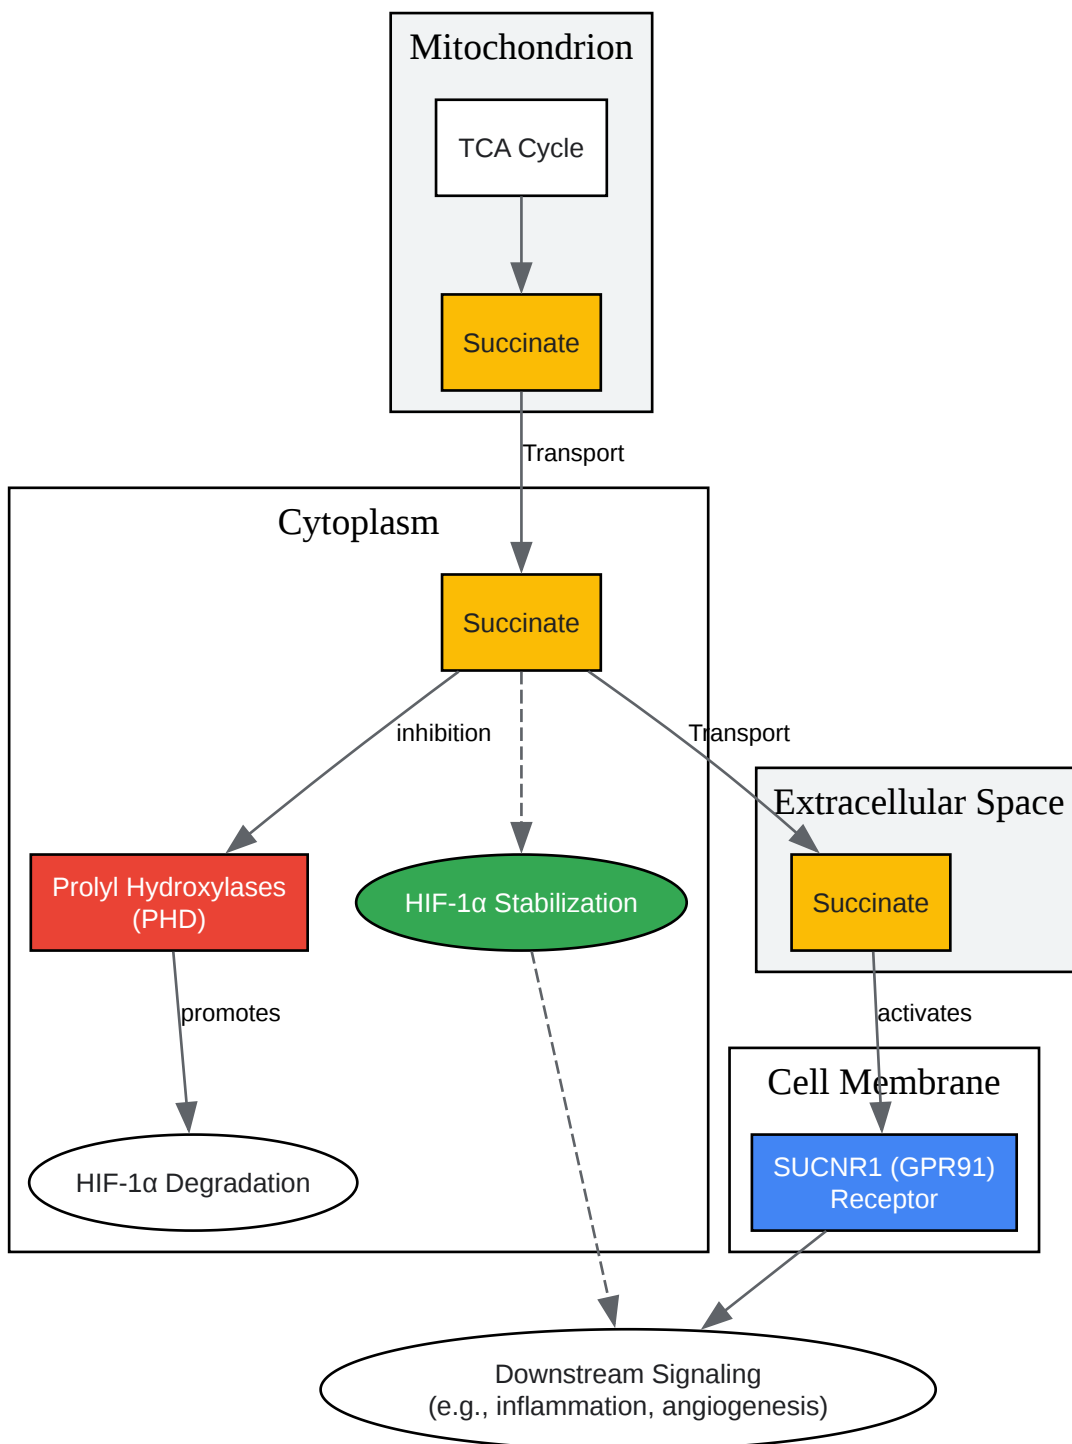 Mitochondrion
TCA Cycle
Succinate
Transport
Cytoplasm
Succinate
inhibition
Transport
Extracellular Space
Prolyl Hydroxylases
(PHD)
HIF-1α Stabilization
Succinate
promotes
activates
Cell Membrane
HIF-1α Degradation
SUCNR1 (GPR91)
Receptor
Downstream Signaling
(e.g., inflammation, angiogenesis)